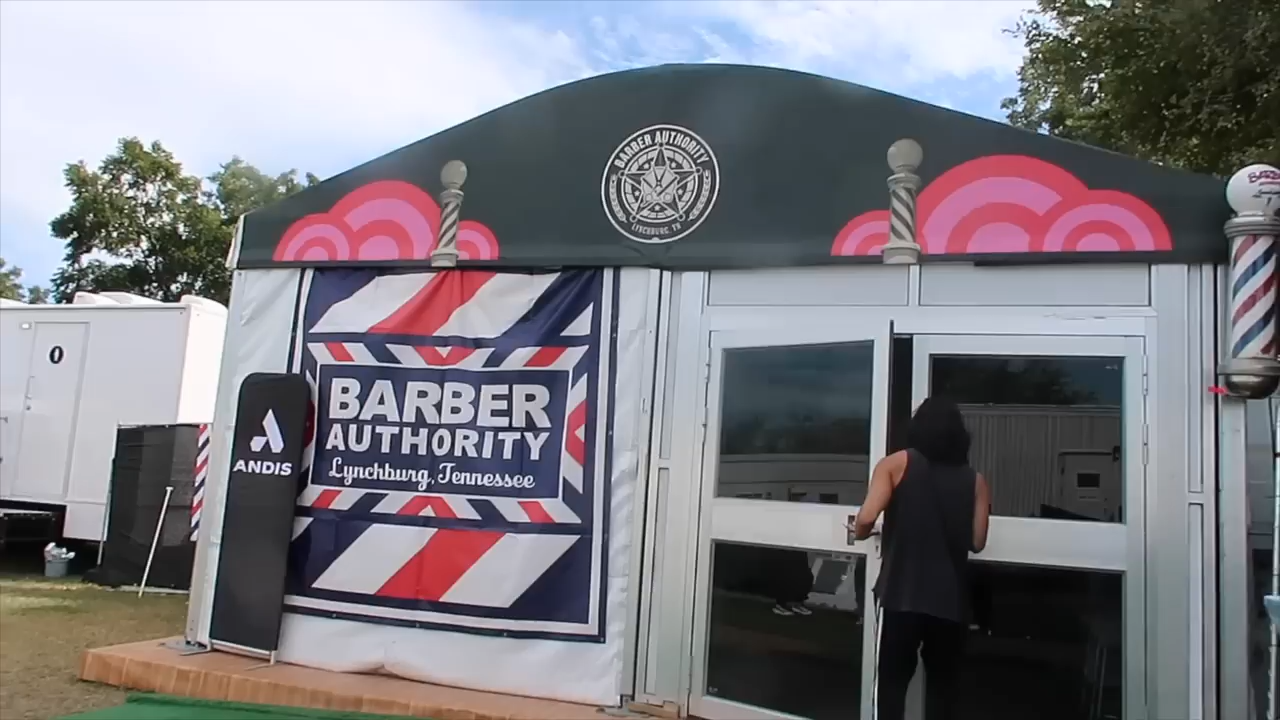 BARBER AUTHORITY
LYNCHBURG, TN
BARBER
AUTHORITY
Lynchburg, Tennessee
ANDIS
0